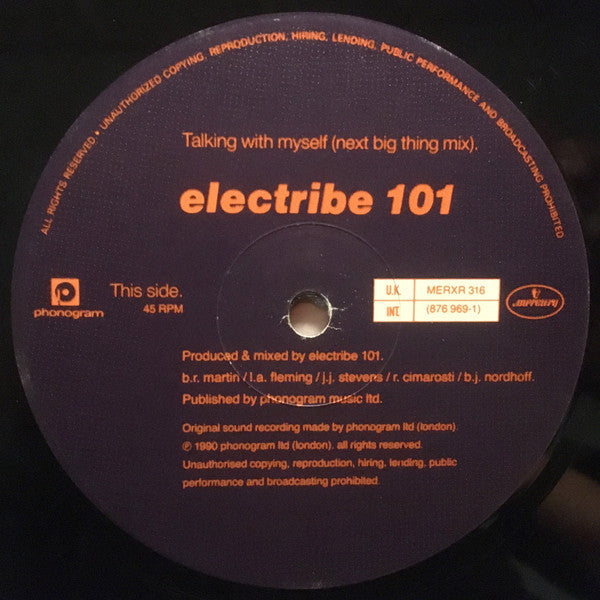 ALL RIGHTS RESERVED • UNAUTHORIZED COPYING, REPRODUCTION, HIRING, LENDING, PUBLIC PERFORMANCE AND BROADCASTING PROHIBITED
Talking with myself (next big thing mix).
electribe 101
phonogram
This side.
45 RPM
U.K. MERXR 316
INT. (876 969-1)
mercury
Produced & mixed by electribe 101.
b.r. martin / l.a. fleming / j.j. stevens / r. cimarosti / b.j. nordhoff.
Published by phonogram music ltd.
Original sound recording made by phonogram ltd (london).
℗ 1990 phonogram ltd (london). all rights reserved.
Unauthorised copying, reproduction, hiring, lending, public
performance and broadcasting prohibited.